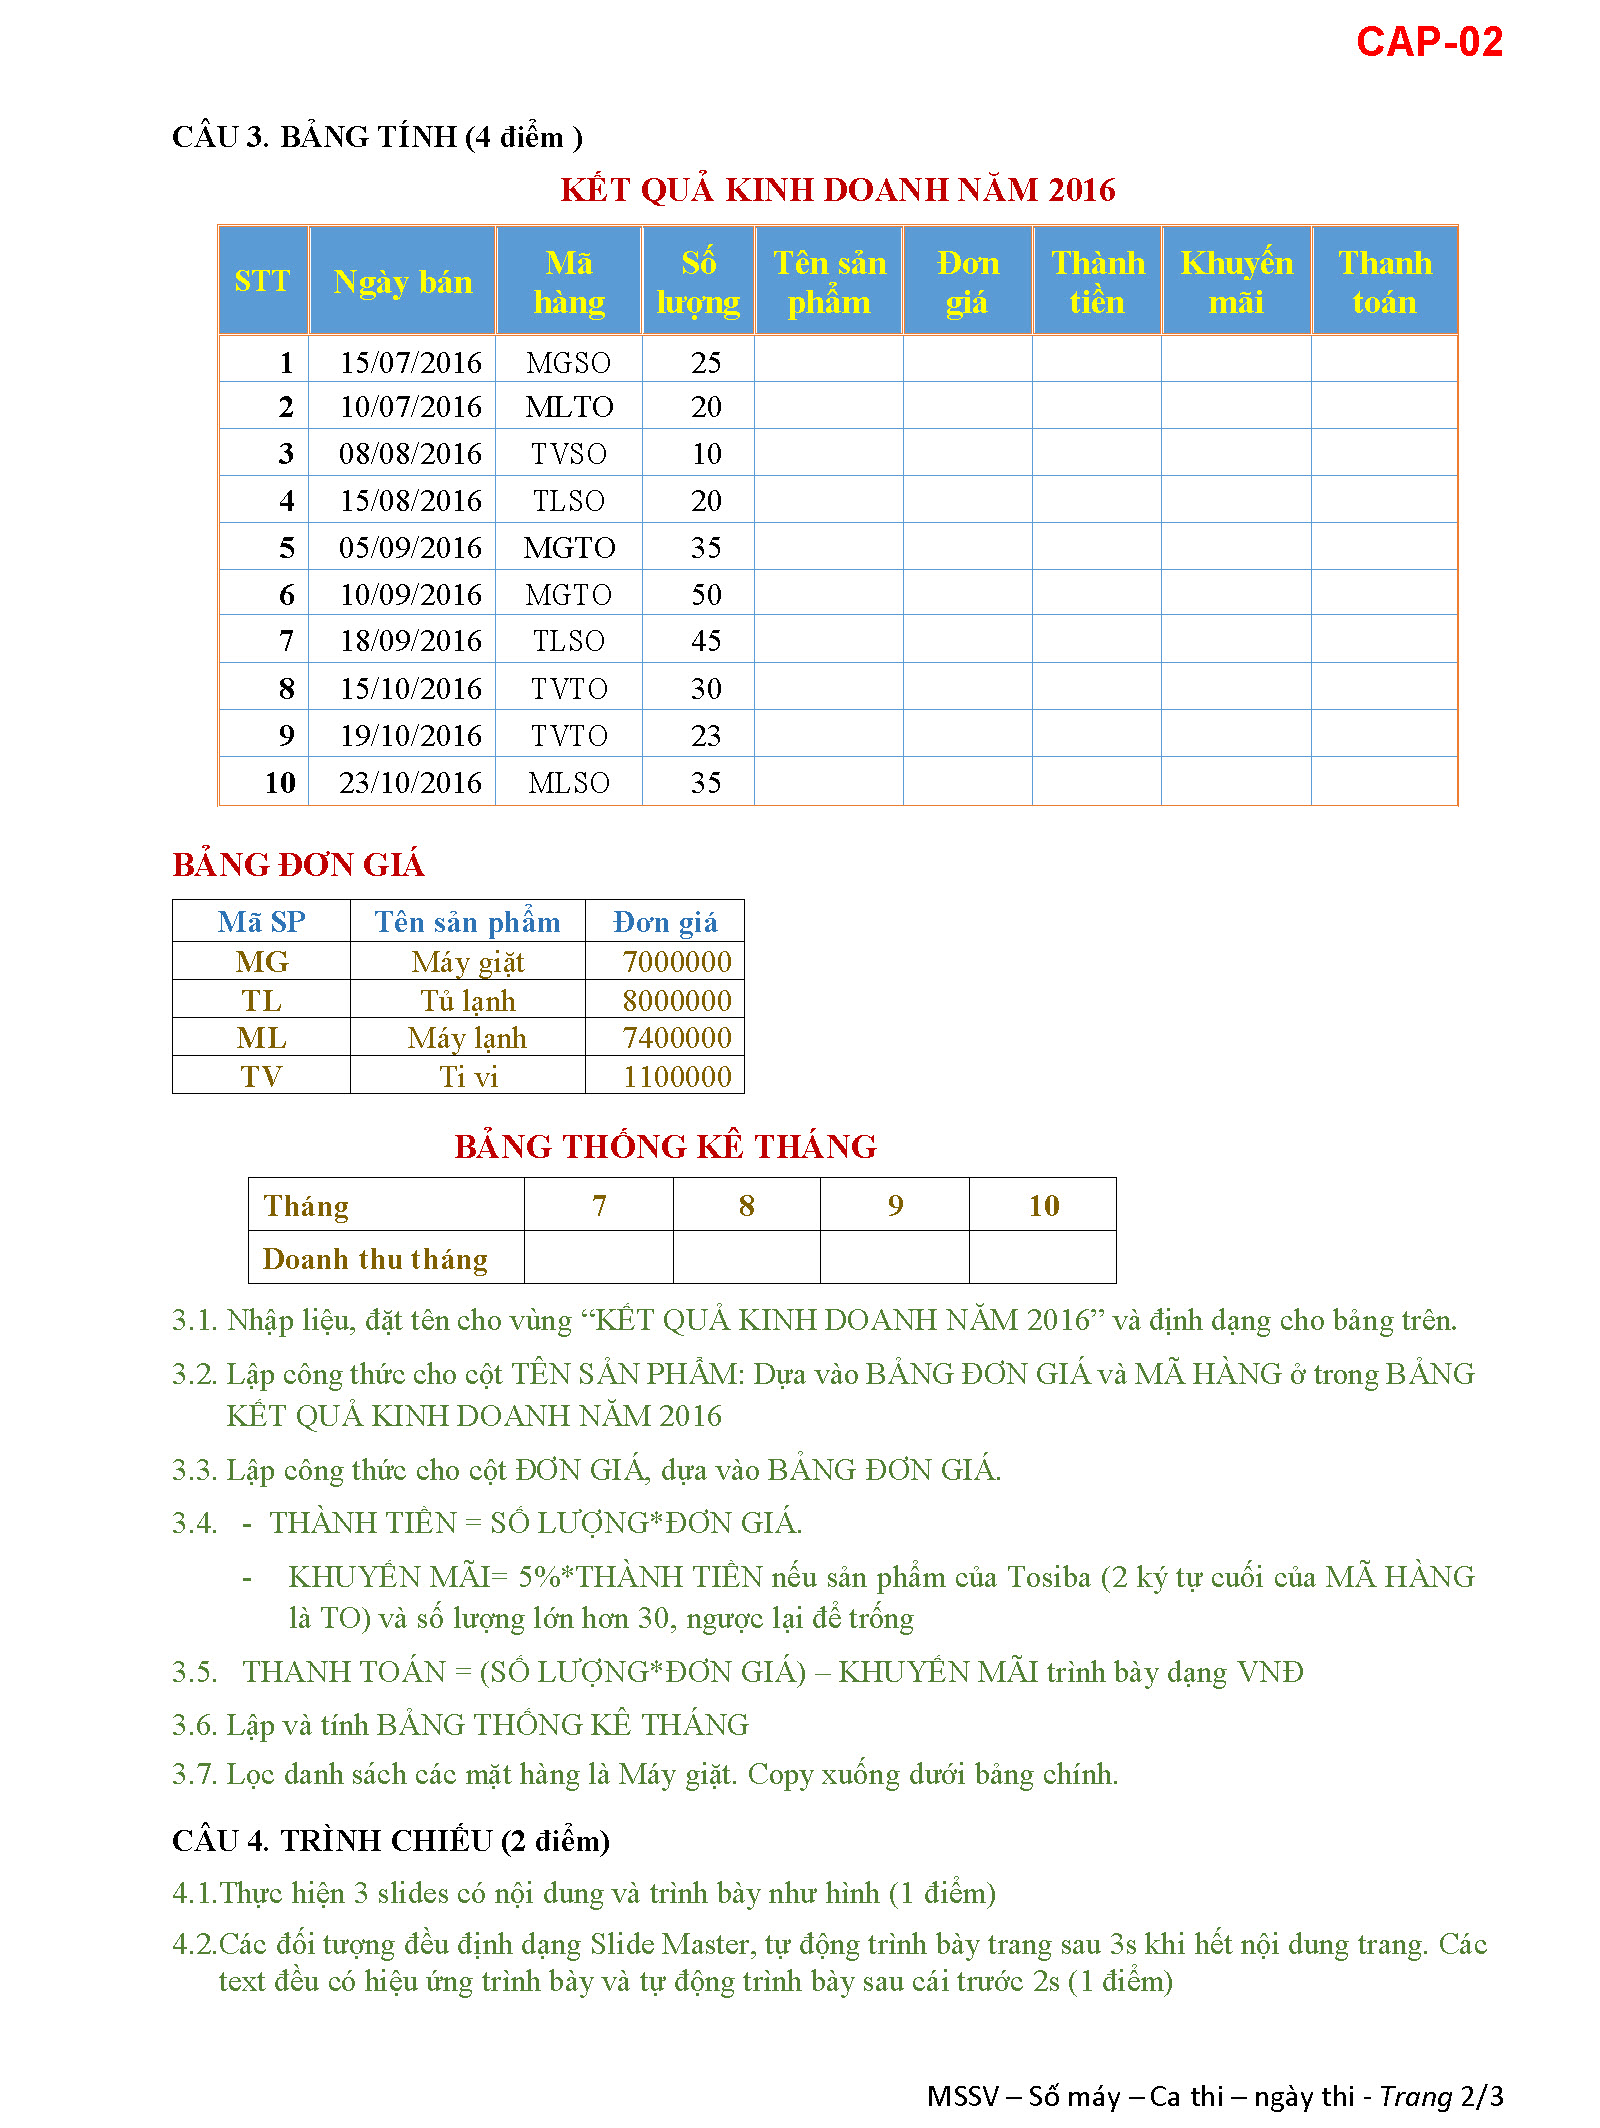 CAP-02
CÂU 3. BẢNG TÍNH (4 điểm )
KẾT QUẢ KINH DOANH NĂM 2016
STT Ngày bán Mã hàng Số lượng Tên sản phẩm Đơn giá Thành tiền Khuyến mãi Thanh toán
1 15/07/2016 MGSO 25
2 10/07/2016 MLTO 20
3 08/08/2016 TVSO 10
4 15/08/2016 TLSO 20
5 05/09/2016 MGTO 35
6 10/09/2016 MGTO 50
7 18/09/2016 TLSO 45
8 15/10/2016 TVTO 30
9 19/10/2016 TVTO 23
10 23/10/2016 MLSO 35
BẢNG ĐƠN GIÁ
Mã SP Tên sản phẩm Đơn giá
MG Máy giặt 7000000
TL Tủ lạnh 8000000
ML Máy lạnh 7400000
TV Ti vi 1100000
BẢNG THỐNG KÊ THÁNG
Tháng 7 8 9 10
Doanh thu tháng
3.1. Nhập liệu, đặt tên cho vùng “KẾT QUẢ KINH DOANH NĂM 2016” và định dạng cho bảng trên.
3.2. Lập công thức cho cột TÊN SẢN PHẨM: Dựa vào BẢNG ĐƠN GIÁ và MÃ HÀNG ở trong BẢNG
KẾT QUẢ KINH DOANH NĂM 2016
3.3. Lập công thức cho cột ĐƠN GIÁ, dựa vào BẢNG ĐƠN GIÁ.
3.4. - THÀNH TIỀN = SỐ LƯỢNG*ĐƠN GIÁ.
- KHUYẾN MÃI= 5%*THÀNH TIỀN nếu sản phẩm của Tosiba (2 ký tự cuối của MÃ HÀNG
là TO) và số lượng lớn hơn 30, ngược lại để trống
3.5. THANH TOÁN = (SỐ LƯỢNG*ĐƠN GIÁ) – KHUYẾN MÃI trình bày dạng VNĐ
3.6. Lập và tính BẢNG THỐNG KÊ THÁNG
3.7. Lọc danh sách các mặt hàng là Máy giặt. Copy xuống dưới bảng chính.
CÂU 4. TRÌNH CHIẾU (2 điểm)
4.1.Thực hiện 3 slides có nội dung và trình bày như hình (1 điểm)
4.2.Các đối tượng đều định dạng Slide Master, tự động trình bày trang sau 3s khi hết nội dung trang. Các
text đều có hiệu ứng trình bày và tự động trình bày sau cái trước 2s (1 điểm)
MSSV – Số máy – Ca thi – ngày thi - Trang 2/3